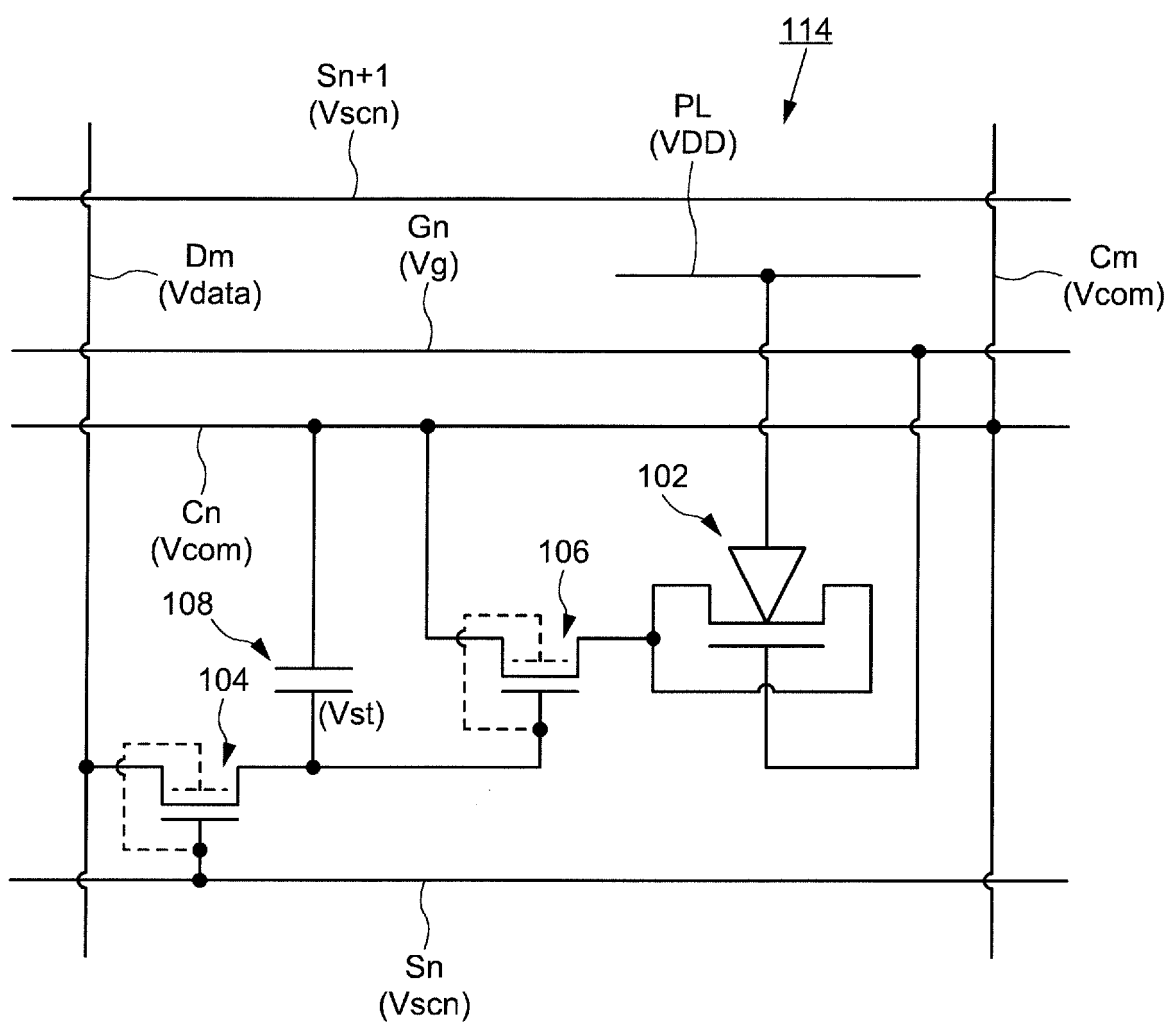 114
Sn+1
(Vscn)
PL
(VDD)
Gn
(Vg)
Dm
(Vdata)
Cm
(Vcom)
Cn
(Vcom)
102
106
108
104
(Vst)
Sn
(Vscn)